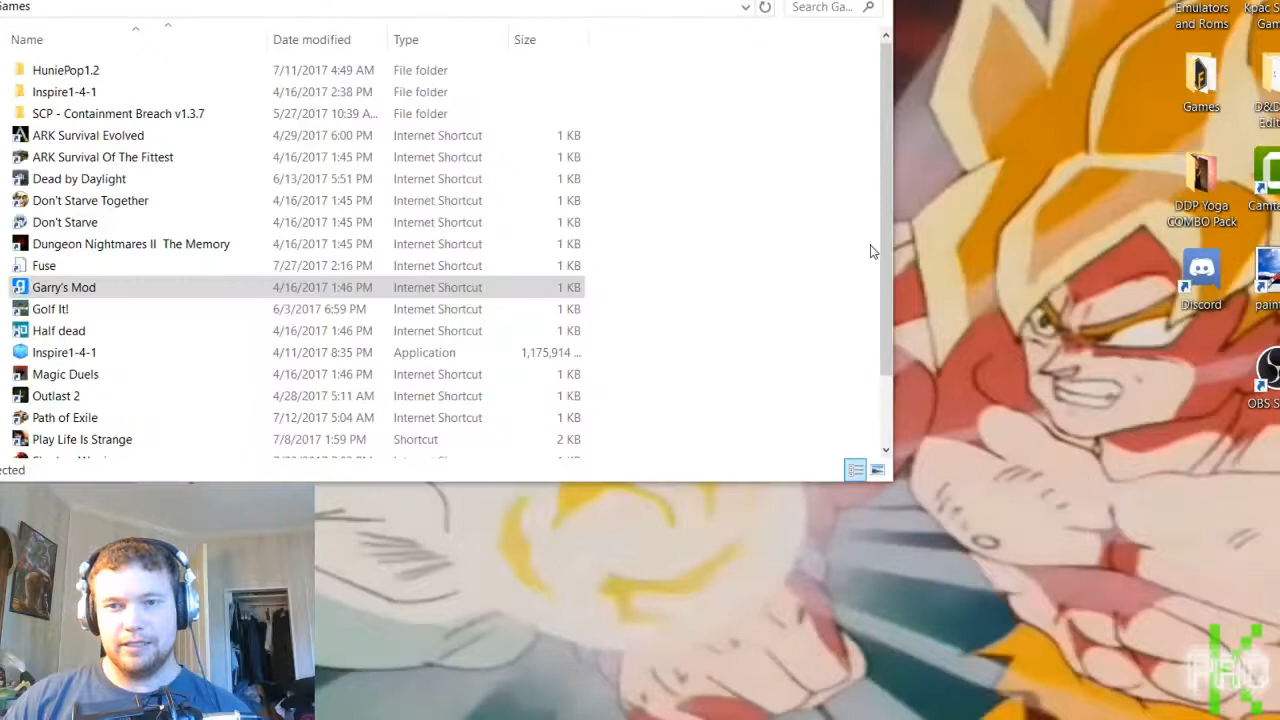 ames
Search Ga...
Name Date modified Type Size
HuniePop1.2 7/11/2017 4:49 AM File folder
Inspire1-4-1 4/16/2017 2:38 PM File folder
SCP - Containment Breach v1.3.7 5/27/2017 10:39 A... File folder
ARK Survival Evolved 4/29/2017 6:00 PM Internet Shortcut 1 KB
ARK Survival Of The Fittest 4/16/2017 1:45 PM Internet Shortcut 1 KB
Dead by Daylight 6/13/2017 5:51 PM Internet Shortcut 1 KB
Don't Starve Together 4/16/2017 1:45 PM Internet Shortcut 1 KB
Don't Starve 4/16/2017 1:45 PM Internet Shortcut 1 KB
Dungeon Nightmares II The Memory 4/16/2017 1:45 PM Internet Shortcut 1 KB
Fuse 7/27/2017 2:16 PM Internet Shortcut 1 KB
Garry's Mod 4/16/2017 1:46 PM Internet Shortcut 1 KB
Golf It! 6/3/2017 6:59 PM Internet Shortcut 1 KB
Half dead 4/16/2017 1:46 PM Internet Shortcut 1 KB
Inspire1-4-1 4/11/2017 8:35 PM Application 1,175,914 ...
Magic Duels 4/16/2017 1:46 PM Internet Shortcut 1 KB
Outlast 2 4/28/2017 5:11 AM Internet Shortcut 1 KB
Path of Exile 7/12/2017 5:04 AM Internet Shortcut 1 KB
Play Life Is Strange 7/8/2017 1:59 PM Shortcut 2 KB
ected
Emulators
and Roms
Kpac S
Gam
Games
D&D
Edit
DDP Yoga
COMBO Pack
Camta
Discord
paint
OBS S
K
PAC